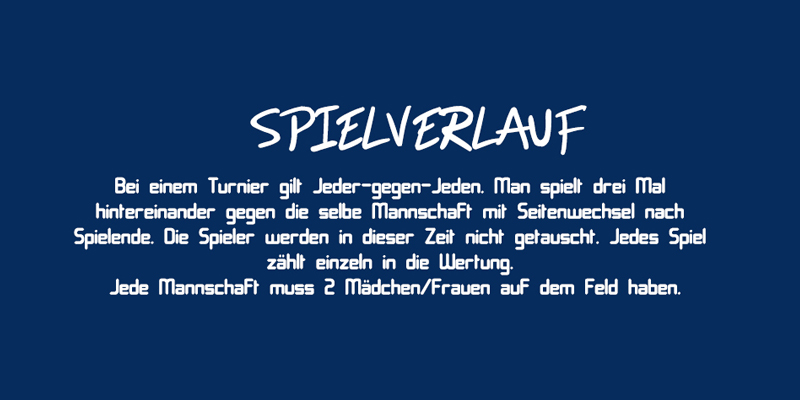 SPIELVERLAUF
Bei einem Turnier gilt Jeder-gegen-Jeden. Man spielt drei Mal
hintereinander gegen die selbe Mannschaft mit Seitenwechsel nach
Spielende. Die Spieler werden in dieser Zeit nicht getauscht. Jedes Spiel
zählt einzeln in die Wertung.
Jede Mannschaft muss 2 Mädchen/Frauen auf dem Feld haben.